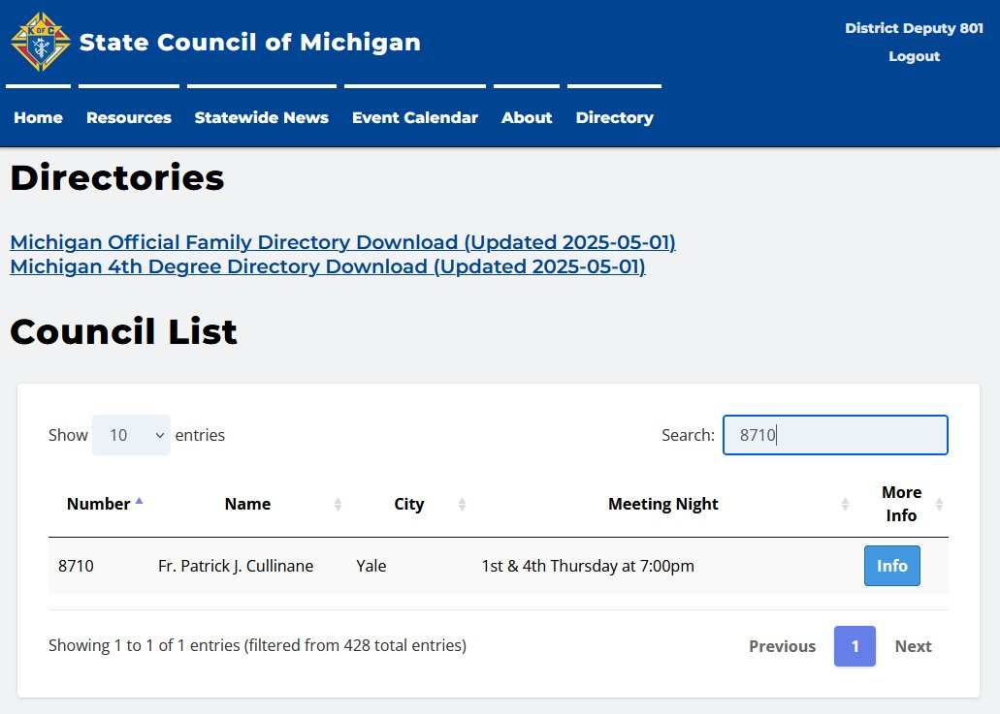 K OF C
State Council of Michigan
District Deputy 801
Logout
Home Resources Statewide News Event Calendar About Directory
Directories
Michigan Official Family Directory Download (Updated 2025-05-01)
Michigan 4th Degree Directory Download (Updated 2025-05-01)
Council List
Show 10 entries Search: 8710
Number Name City Meeting Night More Info
8710 Fr. Patrick J. Cullinane Yale 1st & 4th Thursday at 7:00pm Info
Showing 1 to 1 of 1 entries (filtered from 428 total entries) Previous 1 Next